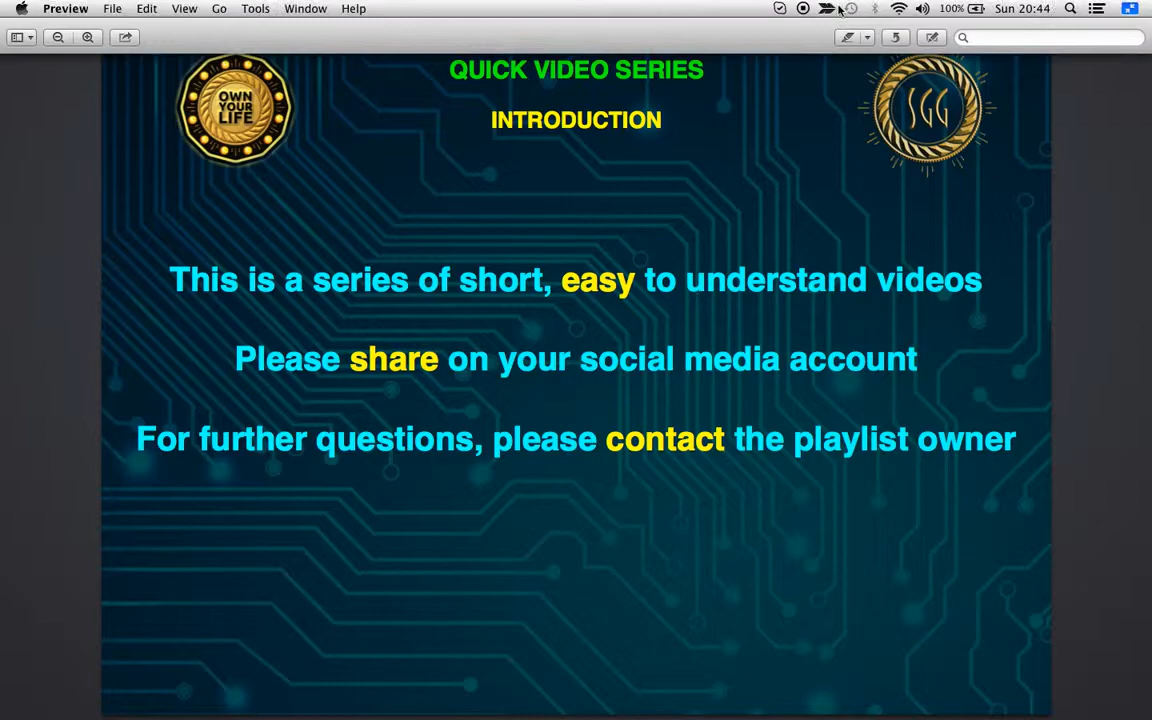 Preview File Edit View Go Tools Window Help 100% Sun 20:44
QUICK VIDEO SERIES
OWN
YOUR
LIFE
SGG
INTRODUCTION
This is a series of short, easy to understand videos
Please share on your social media account
For further questions, please contact the playlist owner